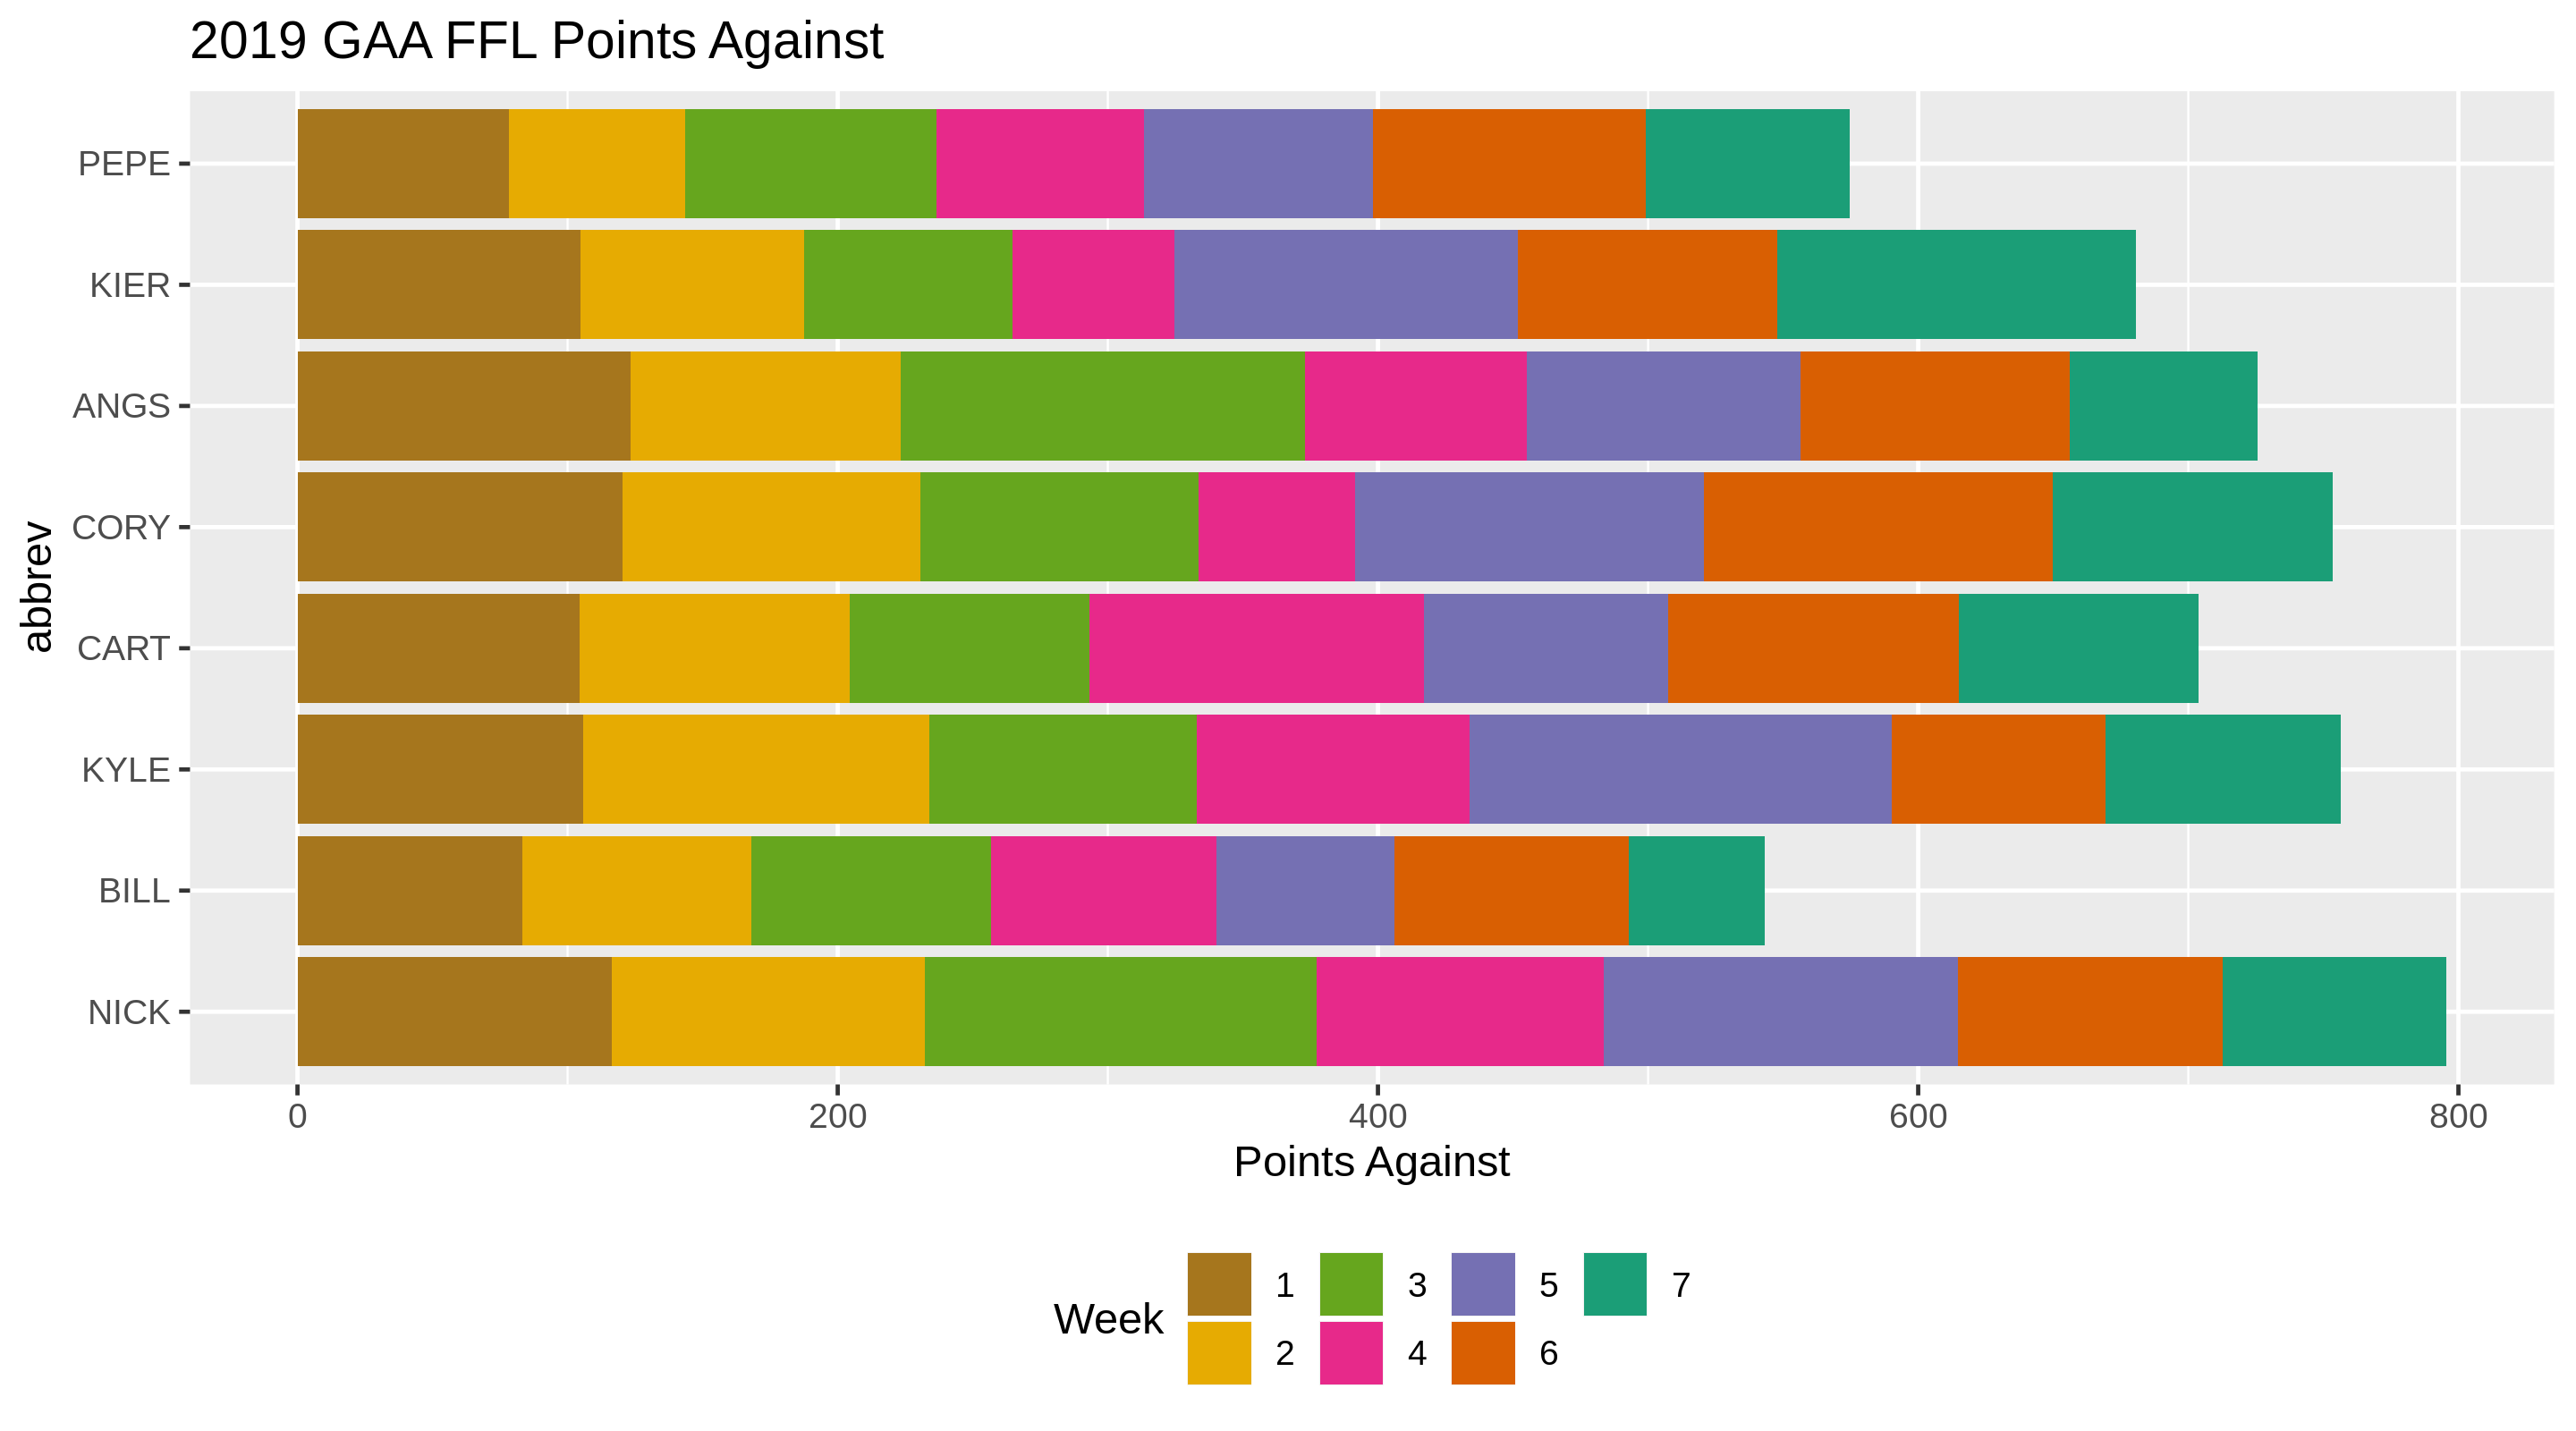 2019 GAA FFL Points Against
abbrev
PEPE
KIER
ANGS
CORY
CART
KYLE
BILL
NICK
0 200 400 600 800
Points Against
Week
1 3 5 7
2 4 6